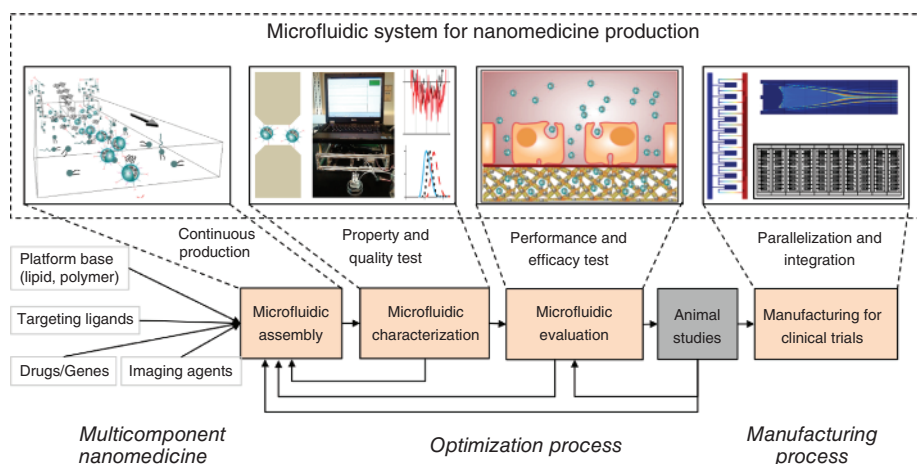 Microfluidic system for nanomedicine production
Continuous
production
Property and
quality test
Performance and
efficacy test
Parallelization and
integration
Platform base
(lipid, polymer)
Targeting ligands
Drugs/Genes
Imaging agents
Microfluidic
assembly
Microfluidic
characterization
Microfluidic
evaluation
Animal
studies
Manufacturing for
clinical trials
Multicomponent
nanomedicine
Optimization process
Manufacturing
process